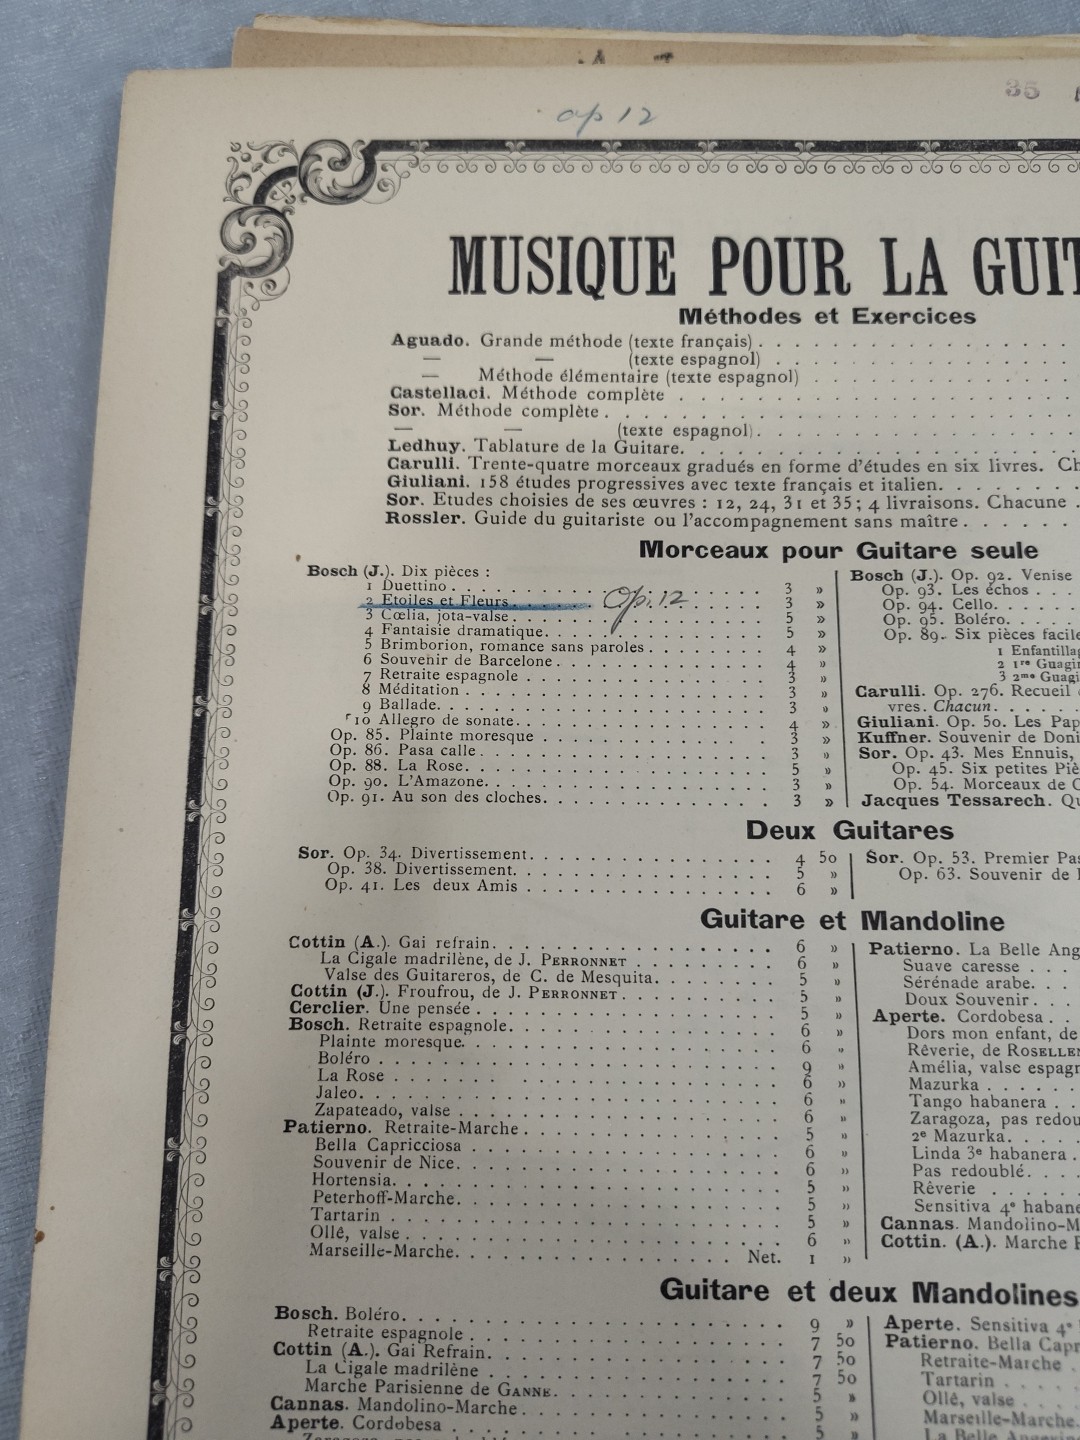 35
op 12
MUSIQUE POUR LA GUIT
Méthodes et Exercices
Aguado. Grande méthode (texte français)
— — (texte espagnol)
— Méthode élémentaire (texte espagnol)
Castellaci. Méthode complète
Sor. Méthode complète
— — (texte espagnol)
Ledhuy. Tablature de la Guitare.
Carulli. Trente-quatre morceaux gradués en forme d'études en six livres. Ch
Giuliani. 158 études progressives avec texte français et italien.
Sor. Etudes choisies de ses œuvres : 12, 24, 31 et 35 ; 4 livraisons. Chacune
Rossler. Guide du guitariste ou l'accompagnement sans maître
Morceaux pour Guitare seule
Bosch (J.). Dix pièces :
1 Duettino 3 »
2 Etoiles et Fleurs Op. 12 3 »
3 Cœlia, jota-valse 5 »
4 Fantaisie dramatique 5 »
5 Brimborion, romance sans paroles 4 »
6 Souvenir de Barcelone 4 »
7 Retraite espagnole 3 »
8 Méditation 3 »
9 Ballade 3 »
10 Allegro de sonate 4 »
Op. 85. Plainte moresque 3 »
Op. 86. Pasa calle 3 »
Op. 88. La Rose 5 »
Op. 90. L'Amazone 3 »
Op. 91. Au son des cloches 3 »
Bosch (J.). Op. 92. Venise
Op. 93. Les échos
Op. 94. Cello
Op. 95. Boléro
Op. 89. Six pièces facile
1 Enfantillag
2 1re Guagi
3 2me Guagi
Carulli. Op. 276. Recueil
vres. Chacun
Giuliani. Op. 50. Les Pap
Kuffner. Souvenir de Doni
Sor. Op. 43. Mes Ennuis,
Op. 45. Six petites Piè
Op. 54. Morceaux de C
Jacques Tessarech. Qu
Deux Guitares
Sor. Op. 34. Divertissement 4 50
Op. 38. Divertissement 5 »
Op. 41. Les deux Amis 6 »
Sor. Op. 53. Premier Pas
Op. 63. Souvenir de
Guitare et Mandoline
Cottin (A.). Gai refrain 6 »
La Cigale madrilène, de J. PERRONNET 6 »
Valse des Guitareros, de C. de Mesquita 5 »
Cottin (J.). Froufrou, de J. PERRONNET 5 »
Cerclier. Une pensée 5 »
Bosch. Retraite espagnole 6 »
Plainte moresque 6 »
Boléro 9 »
La Rose 6 »
Jaleo 6 »
Zapateado, valse 6 »
Patierno. Retraite-Marche 5 »
Bella Capricciosa 6 »
Souvenir de Nice 6 »
Hortensia 5 »
Peterhoff-Marche 5 »
Tartarin 5 »
Ollé, valse 6 »
Marseille-Marche Net. 1 »
Patierno. La Belle Ang
Suave caresse
Sérénade arabe
Doux Souvenir
Aperte. Cordobesa
Dors mon enfant, de
Rêverie, de ROSELLEN
Amélia, valse espagn
Mazurka
Tango habanera
Zaragoza, pas redou
2e Mazurka
Linda 3e habanera
Pas redoublé
Rêverie
Sensitiva 4e habane
Cannas. Mandolino-M
Cottin. (A.). Marche P
Guitare et deux Mandolines
Bosch. Boléro 9 »
Retraite espagnole 7 50
Cottin (A.). Gai Refrain 7 50
La Cigale madrilène 7 50
Marche Parisienne de GANNE 5 »
Cannas. Mandolino-Marche 5 »
Aperte. Cordobesa 5 »
Aperte. Sensitiva 4e
Patierno. Bella Capr
Retraite-Marche
Tartarin
Ollé, valse
Marseille-Marche
La Belle Angevine